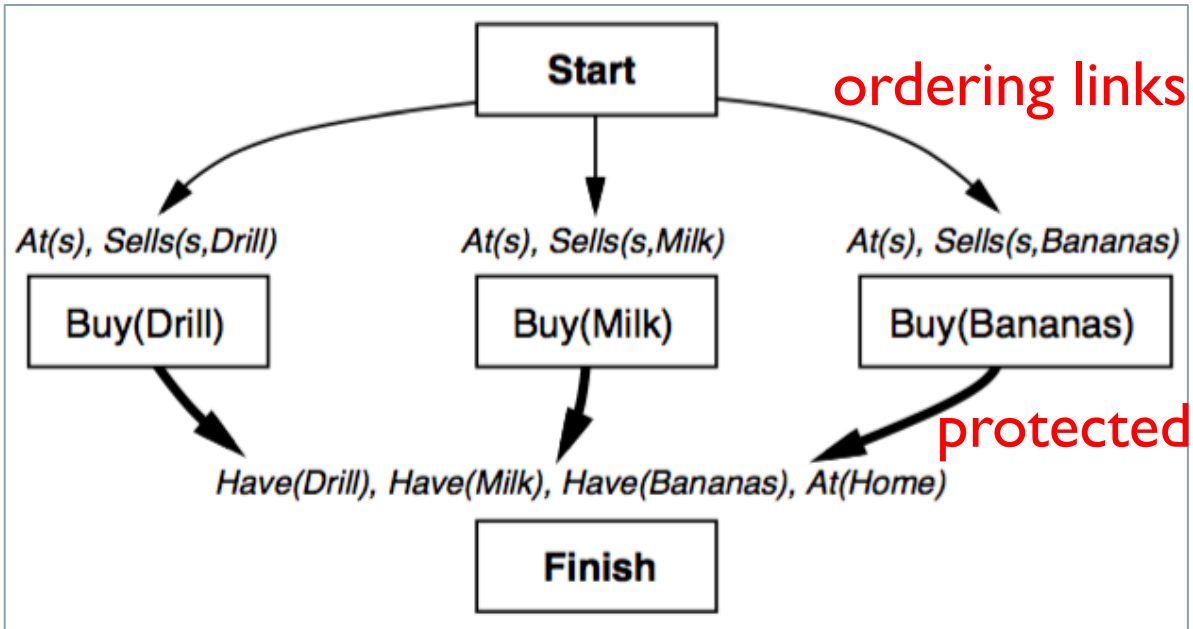 Start
ordering links
At(s), Sells(s,Drill)
At(s), Sells(s,Milk)
At(s), Sells(s,Bananas)
Buy(Drill)
Buy(Milk)
Buy(Bananas)
protected
Have(Drill), Have(Milk), Have(Bananas), At(Home)
Finish